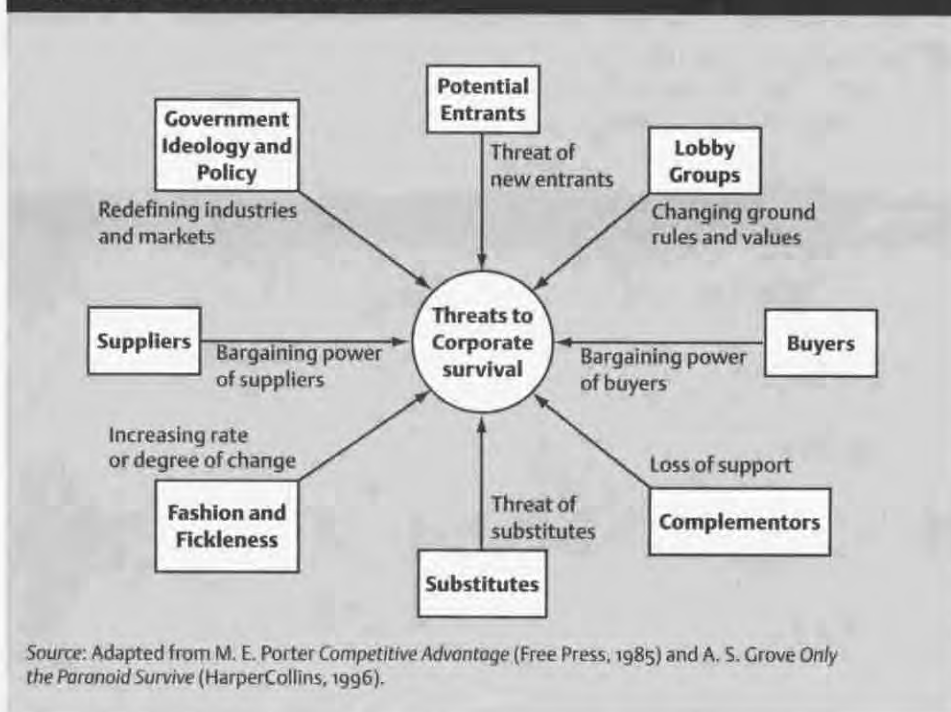 Potential
Entrants
Government
Ideology and
Policy
Lobby
Groups
Threat of
new entrants
Redefining industries
and markets
Changing ground
rules and values
Threats to
Corporate
survival
Suppliers
Bargaining power
of suppliers
Buyers
Bargaining power
of buyers
Increasing rate
or degree of change
Fashion and
Fickleness
Threat of
substitutes
Substitutes
Loss of support
Complementors
Source: Adapted from M. E. Porter Competitive Advantage (Free Press, 1985) and A. S. Grove Only
the Paranoid Survive (HarperCollins, 1996).